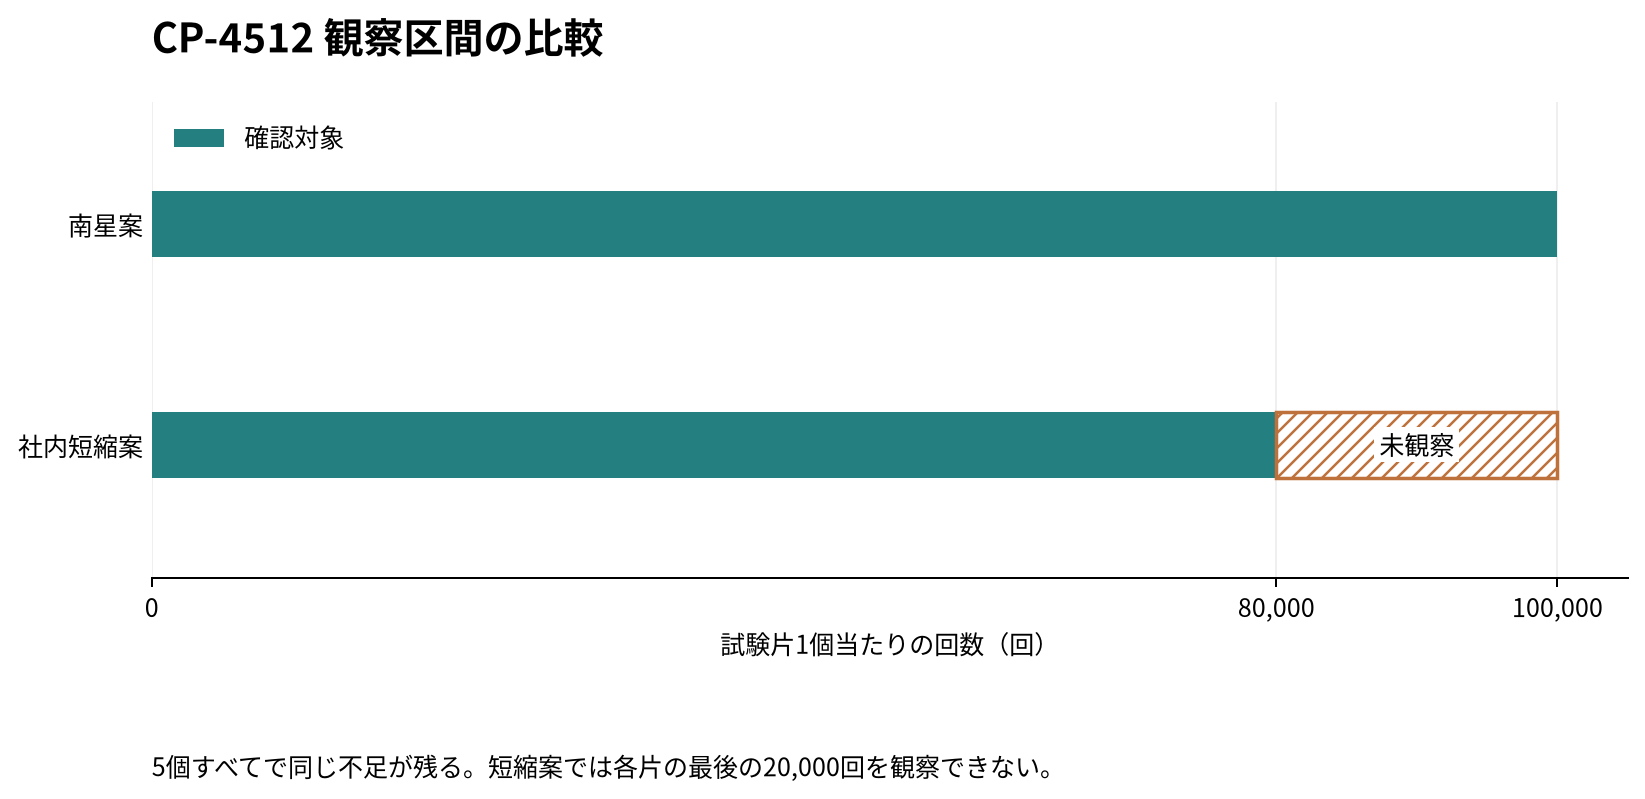 CP-4512 観察区間の比較
確認対象
南星案
社内短縮案
未観察
0
80,000
100,000
試験片1個当たりの回数（回）
5個すべてで同じ不足が残る。短縮案では各片の最後の20,000回を観察できない。